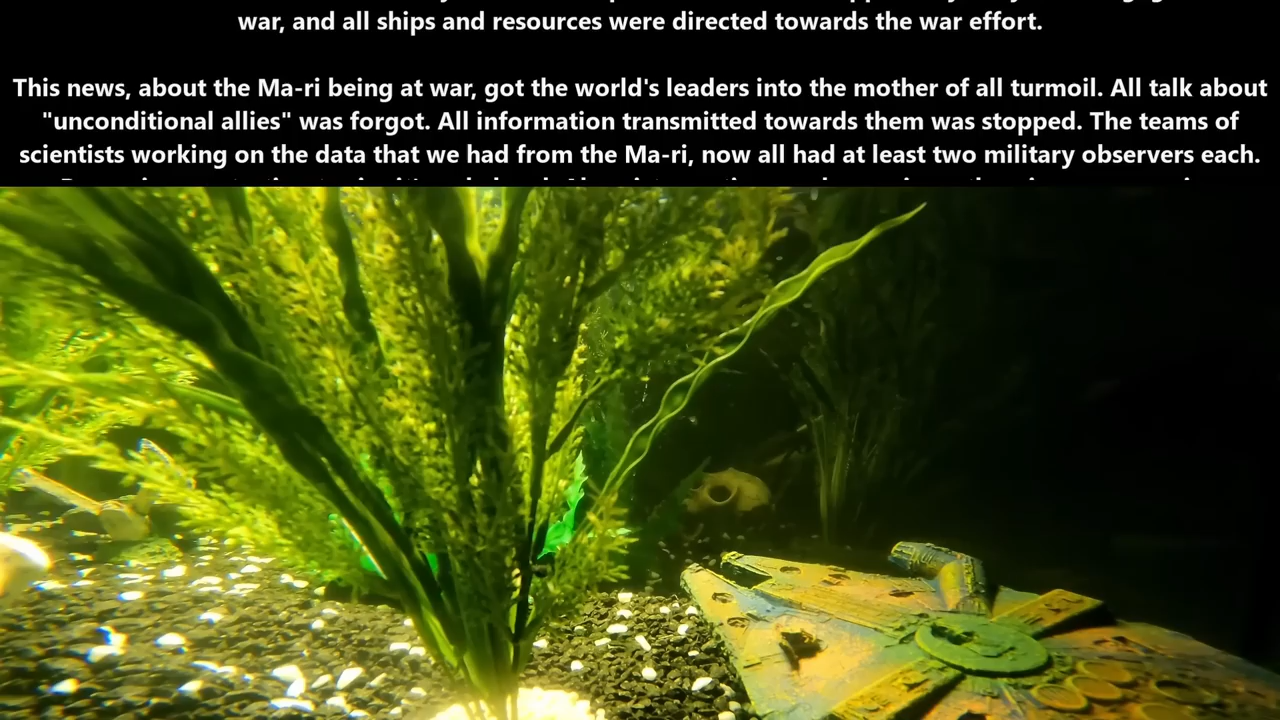 war, and all ships and resources were directed towards the war effort.
This news, about the Ma-ri being at war, got the world's leaders into the mother of all turmoil. All talk about
"unconditional allies" was forgot. All information transmitted towards them was stopped. The teams of
scientists working on the data that we had from the Ma-ri, now all had at least two military observers each.